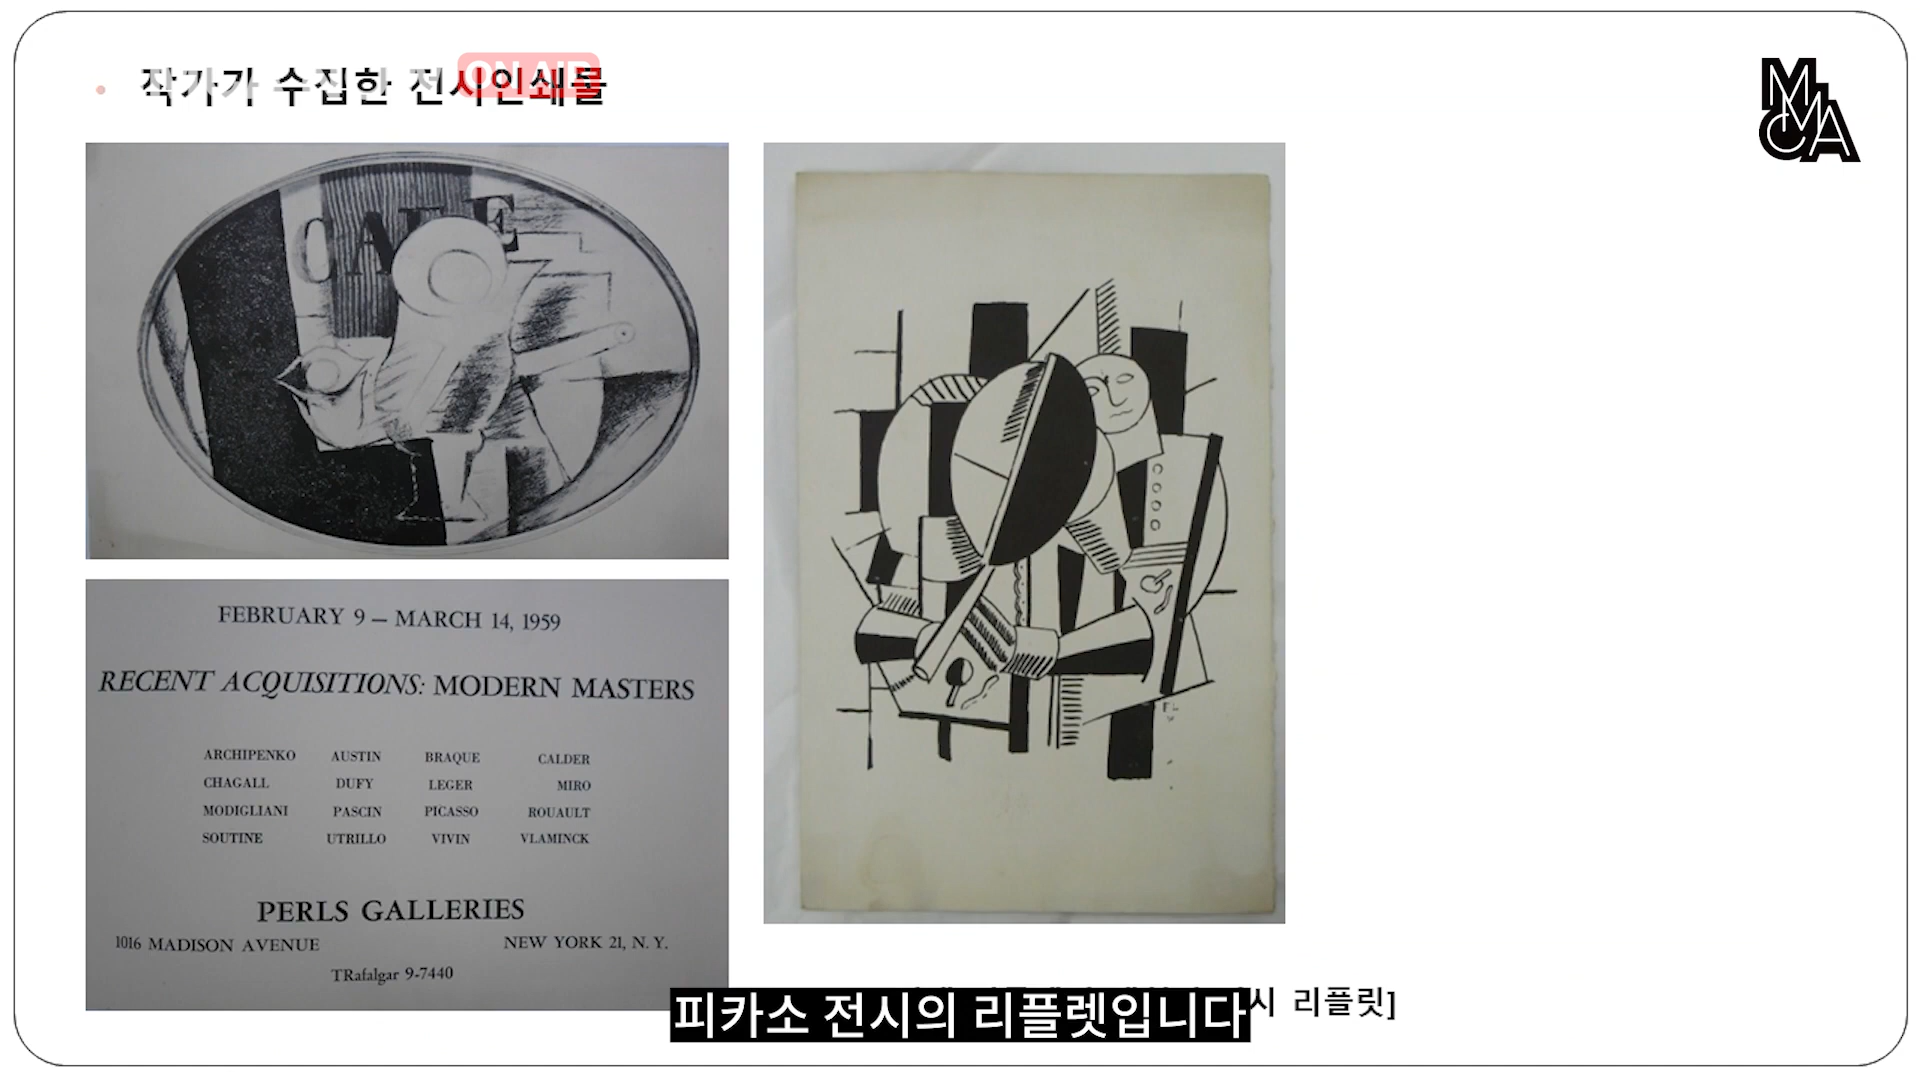 작가가 수집한 전시인쇄물
ON AIR
MMCA
CAFE
FEBRUARY 9 — MARCH 14, 1959
RECENT ACQUISITIONS: MODERN MASTERS
ARCHIPENKO AUSTIN BRAQUE CALDER
CHAGALL DUFY LEGER MIRO
MODIGLIANI PASCIN PICASSO ROUAULT
SOUTINE UTRILLO VIVIN VLAMINCK
PERLS GALLERIES
1016 MADISON AVENUE NEW YORK 21, N. Y.
TRafalgar 9-7440
리플릿]
피카소 전시의 리플렛입니다